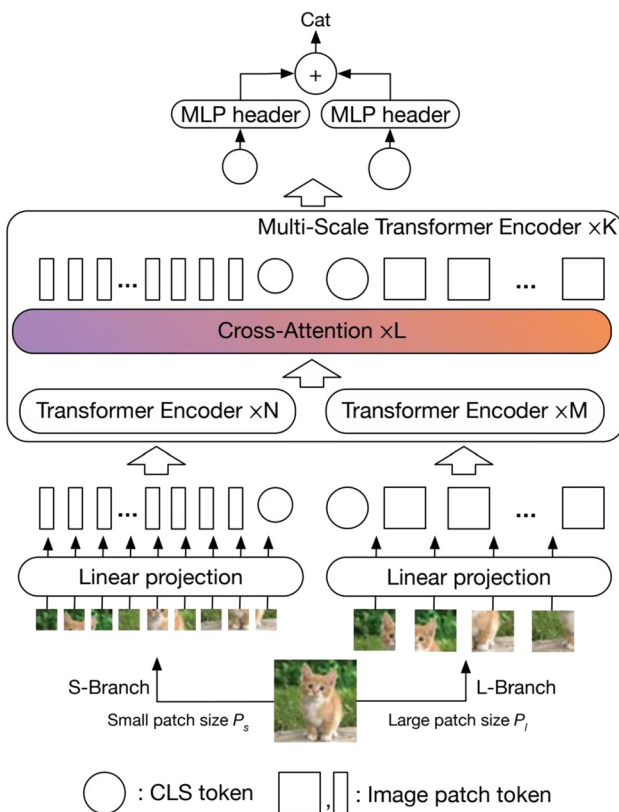 Cat
+
MLP header MLP header
Multi-Scale Transformer Encoder ×K
... ...
Cross-Attention ×L
Transformer Encoder ×N Transformer Encoder ×M
... ...
Linear projection Linear projection
S-Branch L-Branch
Small patch size Ps Large patch size Pl
: CLS token , : Image patch token